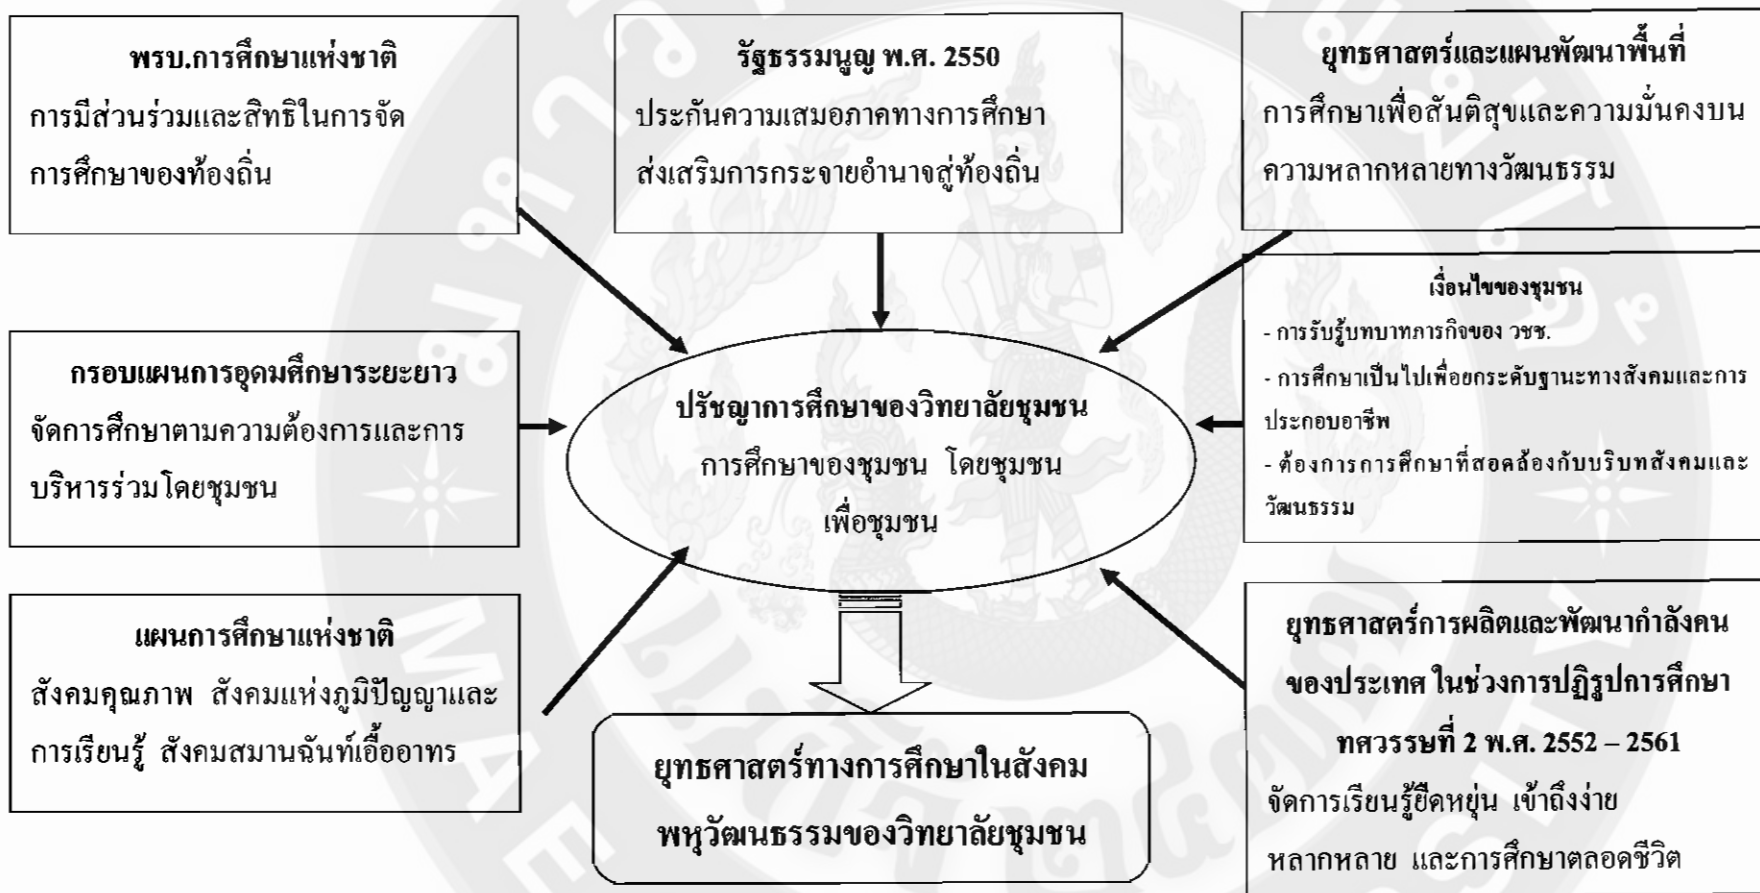 พรบ.การศึกษาแห่งชาติ
การมีส่วนร่วมและสิทธิในการจัด
การศึกษาของท้องถิ่น
รัฐธรรมนูญ พ.ศ. 2550
ประกันความเสมอภาคทางการศึกษา
ส่งเสริมการกระจายอำนาจสู่ท้องถิ่น
ยุทธศาสตร์และแผนพัฒนาพื้นที่
การศึกษาเพื่อสันติสุขและความมั่นคงบน
ความหลากหลายทางวัฒนธรรม
กรอบแผนการอุดมศึกษาระยะยาว
จัดการศึกษาตามความต้องการและการ
บริหารร่วมโดยชุมชน
ปรัชญาการศึกษาของวิทยาลัยชุมชน
การศึกษาของชุมชน โดยชุมชน
เพื่อชุมชน
เงื่อนไขของชุมชน
- การรับรู้บทบาทภารกิจของ วชช.
- การศึกษาเป็นไปเพื่อยกระดับฐานะทางสังคมและการ
ประกอบอาชีพ
- ต้องการการศึกษาที่สอดล้องกับบริบทสังคมและ
วัฒนธรรม
แผนการศึกษาแห่งชาติ
สังคมคุณภาพ สังคมแห่งภูมิปัญญาและ
การเรียนรู้ สังคมสมานฉันท์เอื้ออาทร
ยุทธศาสตร์ทางการศึกษาในสังคม
พหุวัฒนธรรมของวิทยาลัยชุมชน
ยุทธศาสตร์การผลิตและพัฒนากำลังคน
ของประเทศ ในช่วงการปฏิรูปการศึกษา
ทศวรรษที่ 2 พ.ศ. 2552 – 2561
จัดการเรียนรู้ยืดหยุ่น เข้าถึงง่าย
หลากหลาย และการศึกษาตลอดชีวิต